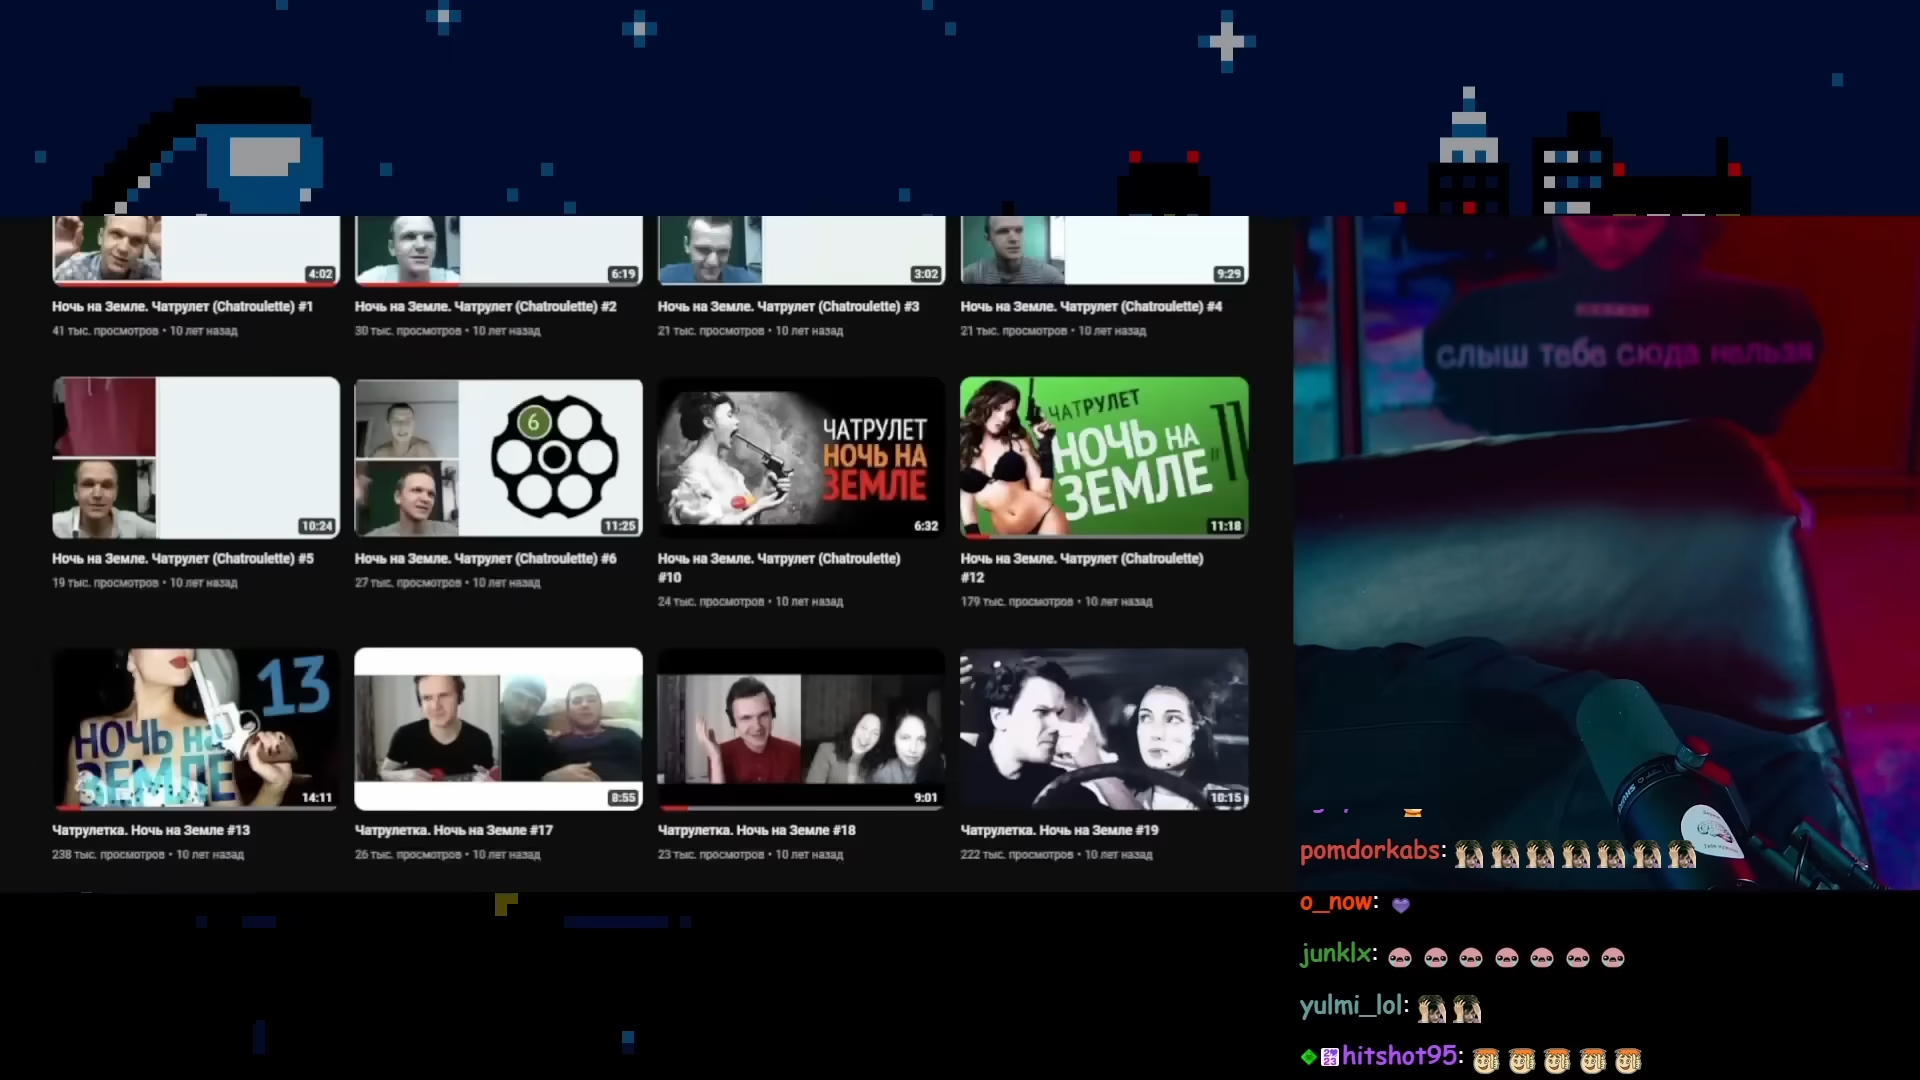 4:02
6:19
3:02
9:29
Ночь на Земле. Чатрулет (Chatroulette) #1
Ночь на Земле. Чатрулет (Chatroulette) #2
Ночь на Земле. Чатрулет (Chatroulette) #3
Ночь на Земле. Чатрулет (Chatroulette) #4
41 тыс. просмотров • 10 лет назад
30 тыс. просмотров • 10 лет назад
21 тыс. просмотров • 10 лет назад
21 тыс. просмотров • 10 лет назад
слыш тебе сюда нельзя
10:24
6
11:25
ЧАТРУЛЕТ
НОЧЬ НА
ЗЕМЛЕ
6:32
ЧАТРУЛЕТ
НОЧЬ НА
ЗЕМЛЕ
11:18
Ночь на Земле. Чатрулет (Chatroulette) #5
Ночь на Земле. Чатрулет (Chatroulette) #6
Ночь на Земле. Чатрулет (Chatroulette)
#10
Ночь на Земле. Чатрулет (Chatroulette)
#12
19 тыс. просмотров • 10 лет назад
27 тыс. просмотров • 10 лет назад
24 тыс. просмотров • 10 лет назад
179 тыс. просмотров • 10 лет назад
13
НОЧЬ на
ЗЕМЛЕ
14:11
8:55
9:01
10:15
Чатрулетка. Ночь на Земле #13
Чатрулетка. Ночь на Земле #17
Чатрулетка. Ночь на Земле #18
Чатрулетка. Ночь на Земле #19
238 тыс. просмотров • 10 лет назад
26 тыс. просмотров • 10 лет назад
23 тыс. просмотров • 10 лет назад
222 тыс. просмотров • 10 лет назад
SHURE
pomdorkabs:
o_now:
junklx:
yulmi_lol:
hitshot95: